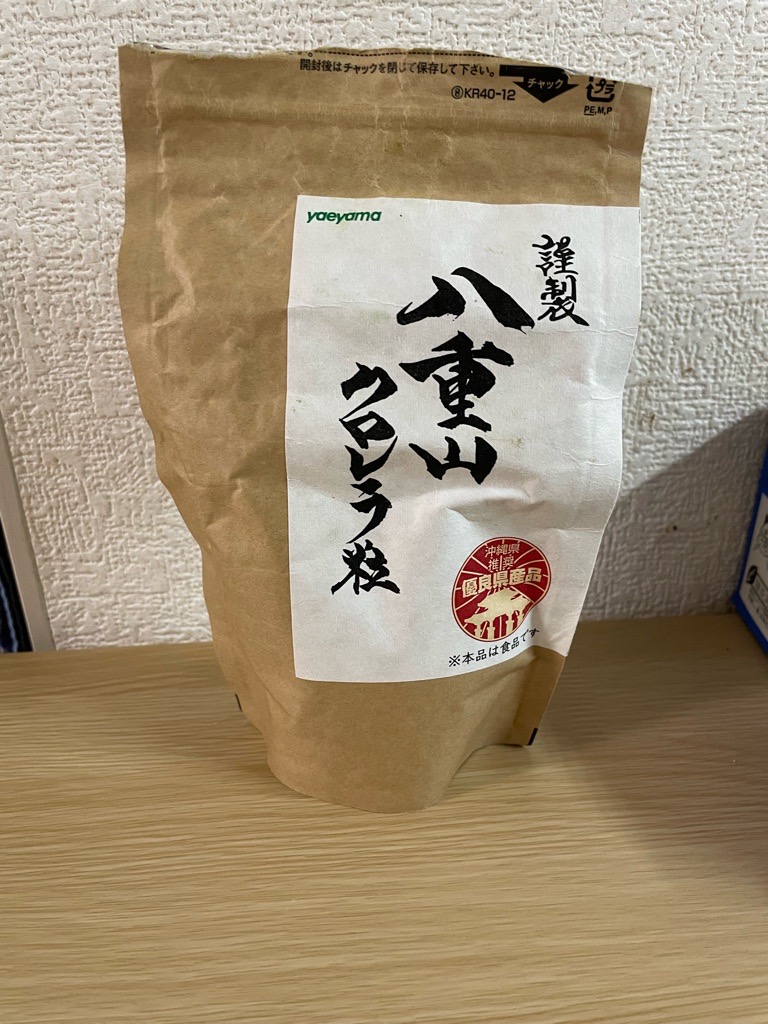 開封後はチャックを閉じて保存して下さい。
チャック
プラ
PE,M,P
KR40-12
yaeyama
謹製
八重山
クロレラ粒
沖縄県
推奨
優良県産品
※本品は食品です